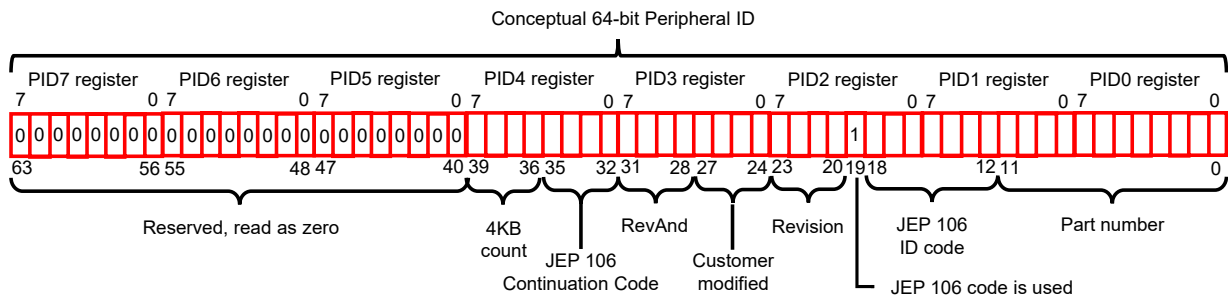 Conceptual 64-bit Peripheral ID
PID7 register PID6 register PID5 register PID4 register PID3 register PID2 register PID1 register PID0 register
7 0 7 0 7 0 7 0 7 0 7 0 7 0 7 0
0 0 0 0 0 0 0 0 0 0 0 0 0 0 0 0 0 0 0 0 0 0 0 0 1
63 56 55 48 47 40 39 36 35 32 31 28 27 24 23 20 19 18 12 11 0
Reserved, read as zero
4KB
count
JEP 106
Continuation Code
RevAnd
Customer
modified
Revision
JEP 106 code is used
JEP 106
ID code
Part number